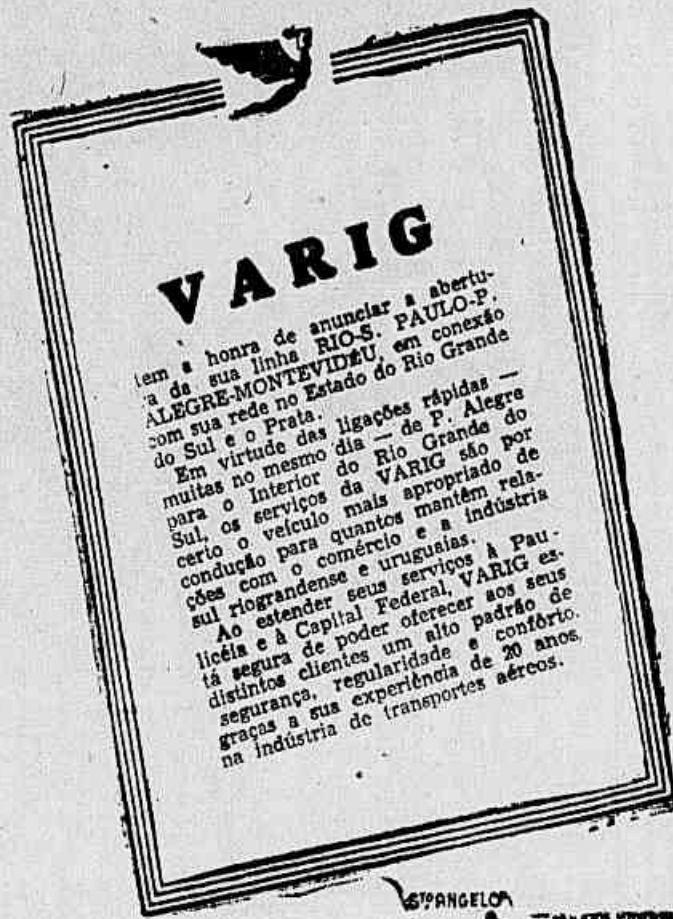 VARIG
tem a honra de anunciar a abertu-
ra da sua linha RIO-S. PAULO-P.
ALEGRE-MONTEVIDÉU, em conexão
com sua rede no Estado do Rio Grande
do Sul e o Prata.
Em virtude das ligações rápidas —
muitas no mesmo dia — de P. Alegre
para o Interior do Rio Grande do
Sul, os serviços da VARIG são por
certo o veículo mais apropriado de
condução para quantos mantêm rela-
ções com o comércio e a indústria
sul riograndense e uruguaias.
Ao estender seus serviços à Pau-
licéia e à Capital Federal, VARIG es-
tá segura de poder oferecer aos seus
distintos clientes um alto padrão de
segurança, regularidade e confôrto,
graças a sua experiência de 20 anos,
na indústria de transportes aéreos.
STO ANGELO